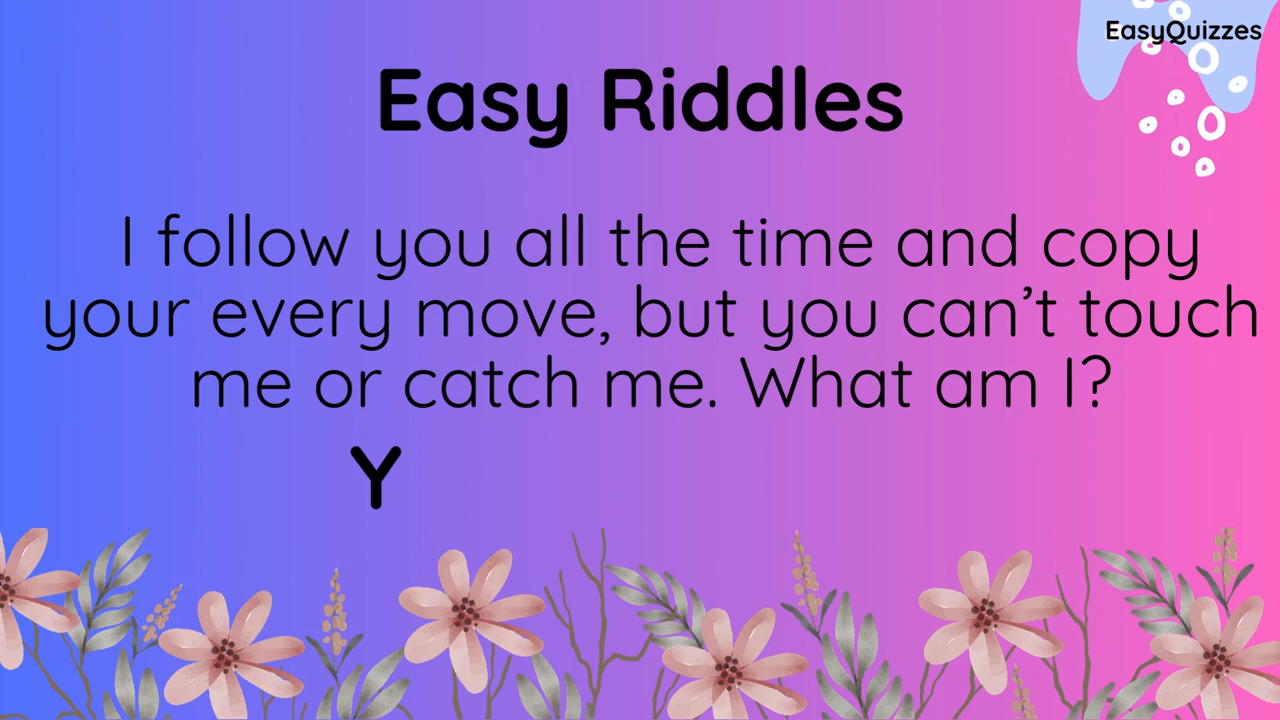 EasyQuizzes
Easy Riddles
I follow you all the time and copy
your every move, but you can’t touch
me or catch me. What am I?
Y